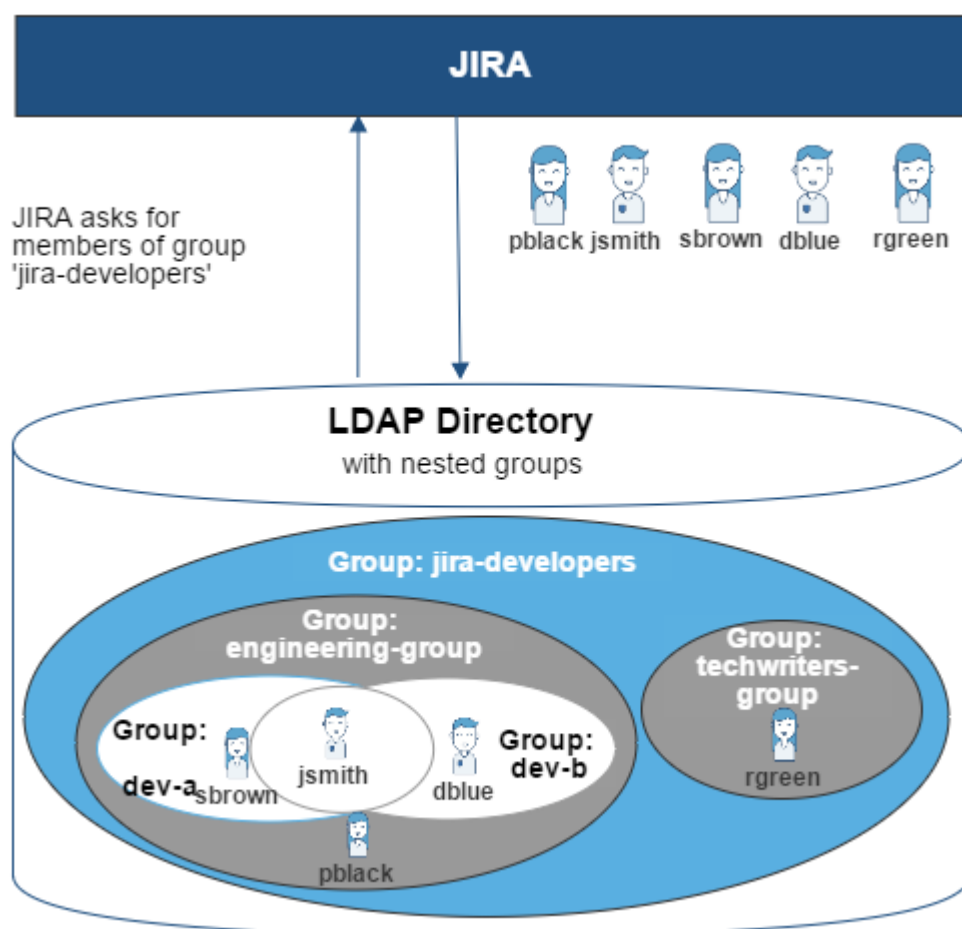 JIRA
pblack jsmith sbrown dblue rgreen
JIRA asks for
members of group
'jira-developers'
LDAP Directory
with nested groups
Group: jira-developers
Group:
engineering-group
Group:
techwriters-
group
rgreen
Group:
dev-a
sbrown
jsmith
dblue
Group:
dev-b
pblack